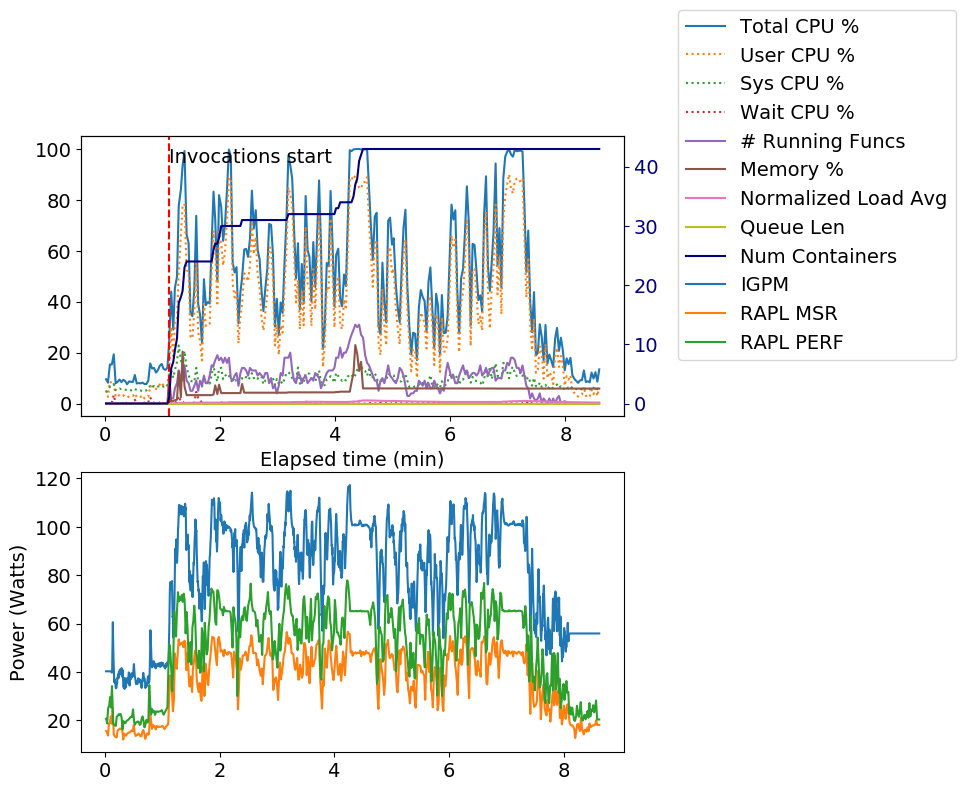 Total CPU %
User CPU %
Sys CPU %
Wait CPU %
# Running Funcs
Memory %
Normalized Load Avg
Queue Len
Num Containers
IGPM
RAPL MSR
RAPL PERF
Invocations start
100
80
60
40
20
0
40
30
20
10
0
0 2 4 6 8
Elapsed time (min)
Power (Watts)
120
100
80
60
40
20
0 2 4 6 8